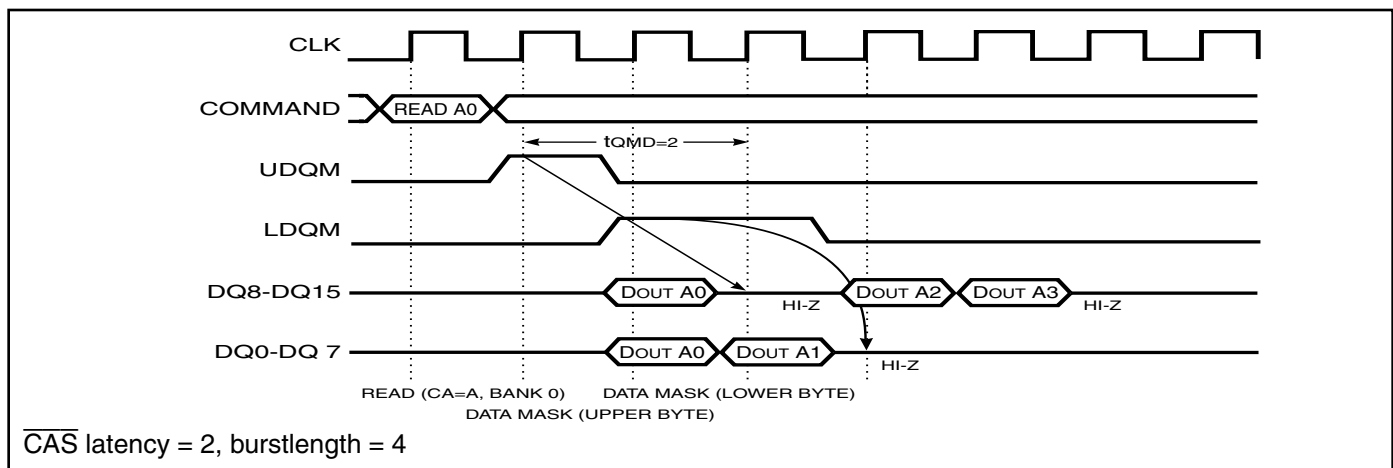 CLK
COMMAND READ A0
tQMD=2
UDQM
LDQM
DQ8-DQ15 DOUT A0 HI-Z DOUT A2 DOUT A3 HI-Z
DQ0-DQ 7 DOUT A0 DOUT A1 HI-Z
READ (CA=A, BANK 0) DATA MASK (LOWER BYTE)
DATA MASK (UPPER BYTE)
CAS latency = 2, burstlength = 4